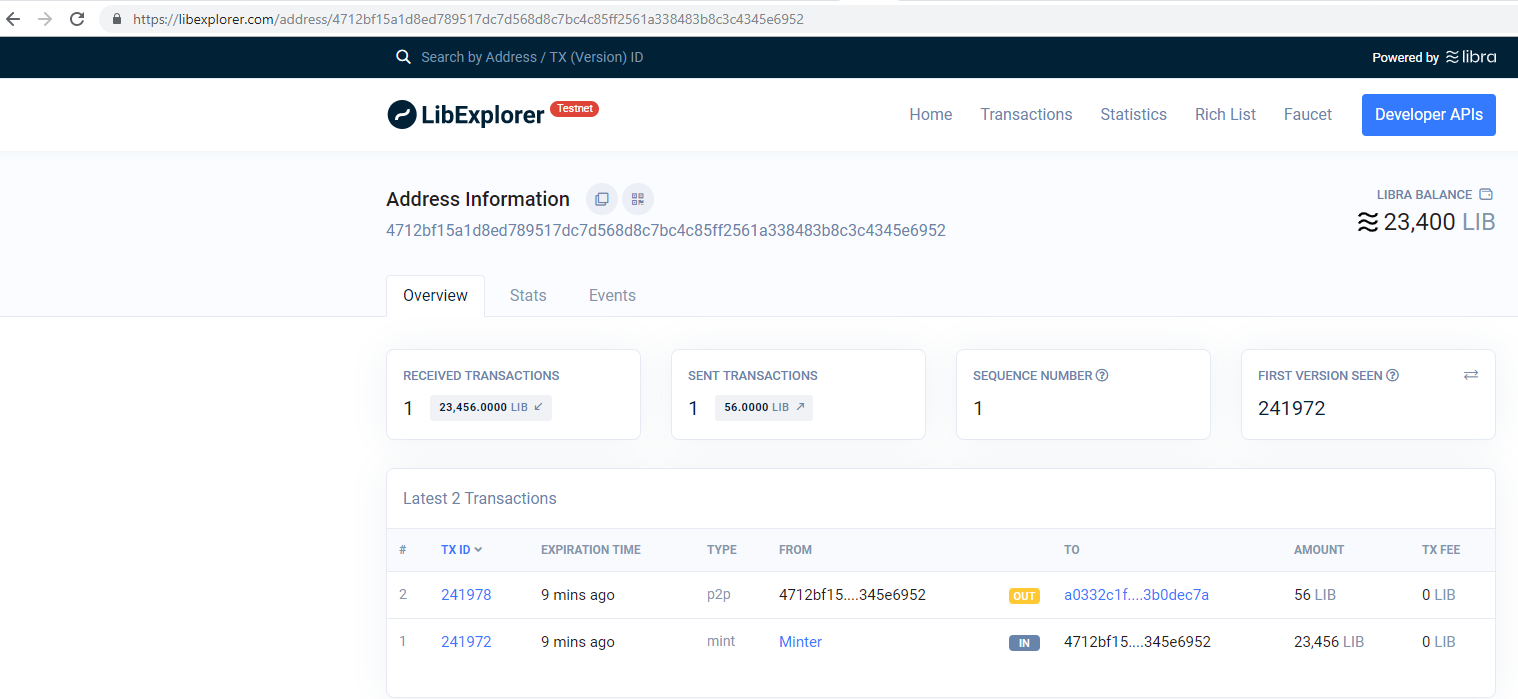 https://libexplorer.com/address/4712bf15a1d8ed789517dc7d568d8c7bc4c85ff2561a338483b8c3c4345e6952
Search by Address / TX (Version) ID
Powered by libra
LibExplorer Testnet
Home Transactions Statistics Rich List Faucet Developer APIs
Address Information
4712bf15a1d8ed789517dc7d568d8c7bc4c85ff2561a338483b8c3c4345e6952
LIBRA BALANCE
23,400 LIB
Overview Stats Events
RECEIVED TRANSACTIONS
1 23,456.0000 LIB ↙
SENT TRANSACTIONS
1 56.0000 LIB ↗
SEQUENCE NUMBER ?
1
FIRST VERSION SEEN ?
241972
Latest 2 Transactions
# TX ID EXPIRATION TIME TYPE FROM TO AMOUNT TX FEE
2 241978 9 mins ago p2p 4712bf15....345e6952 OUT a0332c1f....3b0dec7a 56 LIB 0 LIB
1 241972 9 mins ago mint Minter IN 4712bf15....345e6952 23,456 LIB 0 LIB